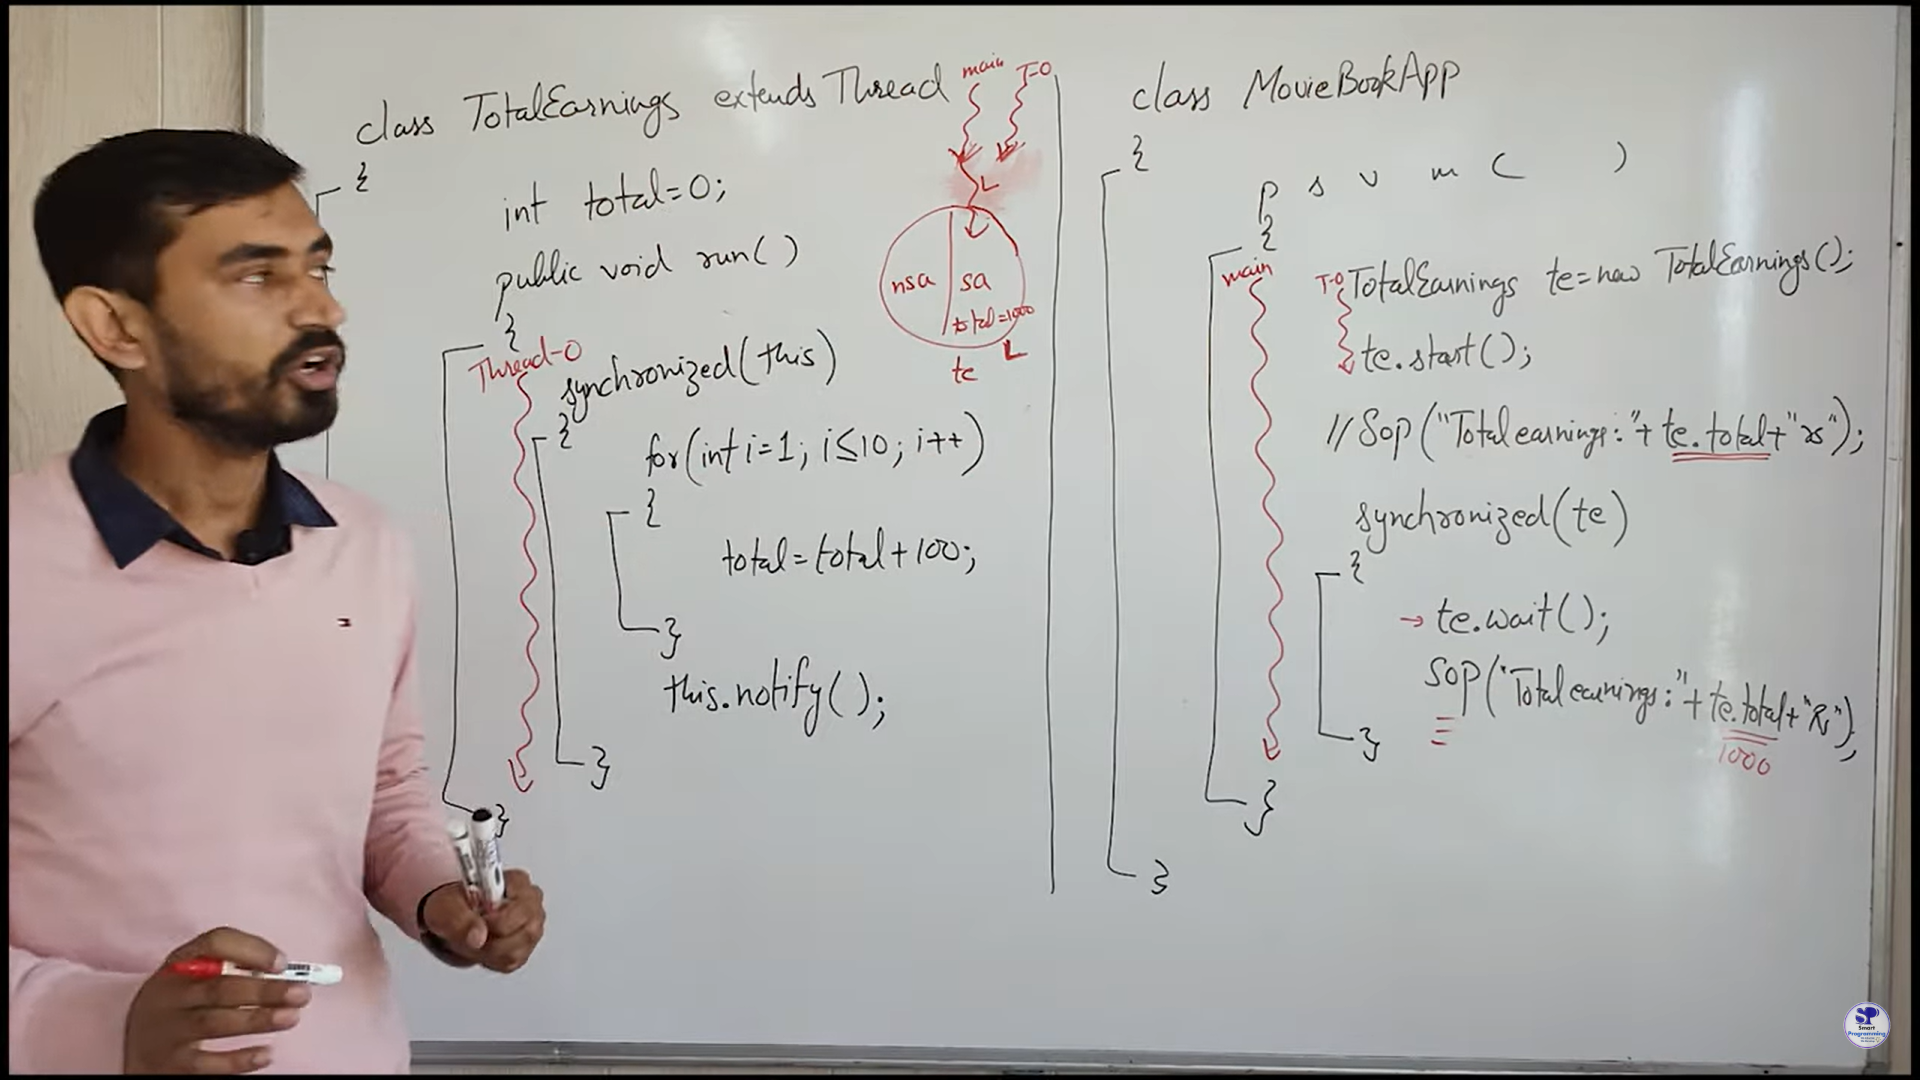 class TotalEarnings extends Thread
{
int total=0;
public void run()
{
Thread-0
synchronized(this)
{
for(int i=1; i≤10; i++)
{
total=total+100;
}
this.notify();
}
}
main T-0
nsa sa
total=1000
te
class MovieBookApp
{
p s v m ( )
{
main T-0 TotalEarnings te=new TotalEarnings();
te.start();
//Sop("Total earnings:"+te.total+"rs");
synchronized(te)
{
→ te.wait();
SOP("Total earnings:"+te.total+"Rs");
1000
}
}
}
SP
Smart
Programming